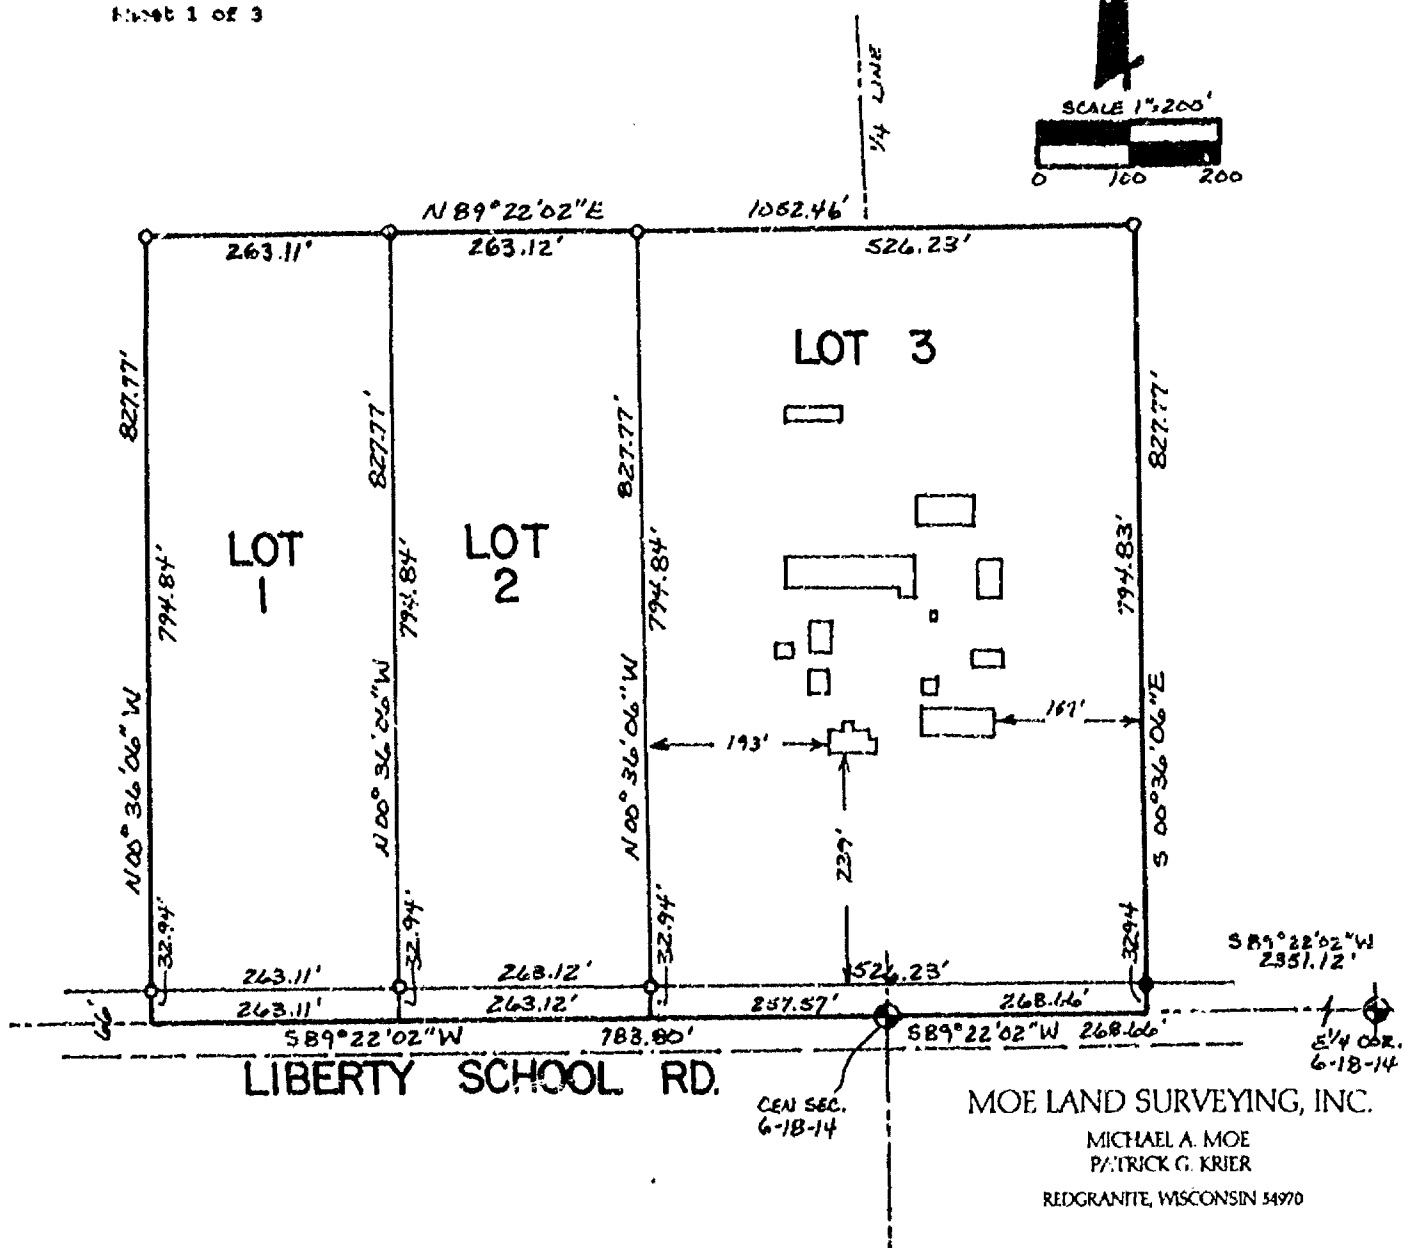 Sheet 1 of 3
1/4 LINE
SCALE 1"=200'
0 100 200
N 89°22'02"E 1052.46'
263.11' 263.12' 526.23'
LOT 3
827.77'
827.77'
827.77'
827.77'
LOT
1
LOT
2
794.84'
794.84'
794.84'
794.83'
N 00°36'06"W
N 00°36'06"W
N 00°36'06"W
S 00°36'06"E
193'
167'
239'
32.94'
32.94'
32.94'
32.94
S 89°22'02"W
2351.12'
263.11' 263.12' 526.23'
66'
263.11' 263.12' 257.57' 268.66'
S 89°22'02"W 783.80' S 89°22'02"W 268.66'
E 1/4 COR.
6-18-14
LIBERTY SCHOOL RD.
CEN SEC.
6-18-14
MOE LAND SURVEYING, INC.
MICHAEL A. MOE
PATRICK G. KRIER
REDGRANITE, WISCONSIN 54970